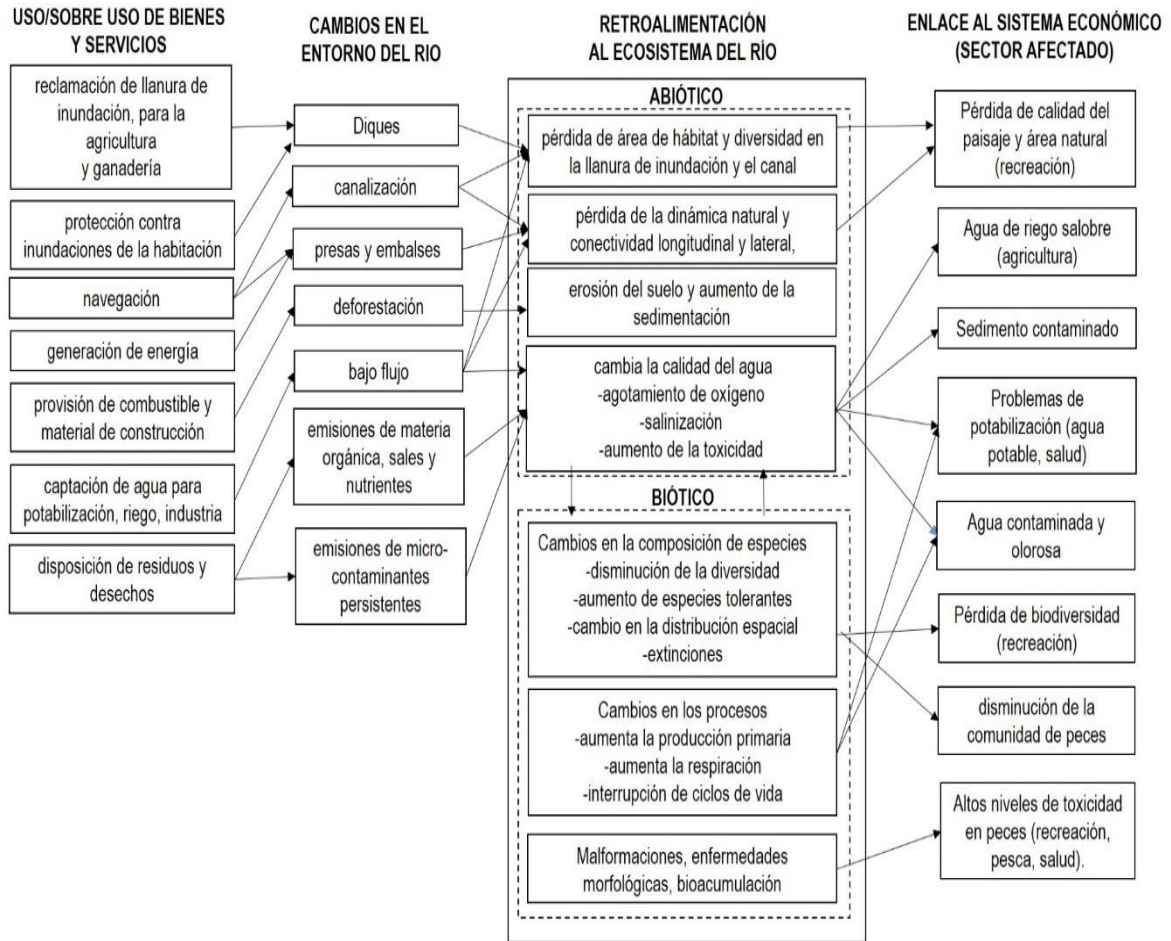 USO/SOBRE USO DE BIENES
Y SERVICIOS
reclamación de llanura de
inundación, para la
agricultura
y ganadería
protección contra
inundaciones de la habitación
navegación
generación de energía
provisión de combustible y
material de construcción
captación de agua para
potabilización, riego, industria
disposición de residuos y
desechos
CAMBIOS EN EL
ENTORNO DEL RIO
Diques
canalización
presas y embalses
deforestación
bajo flujo
emisiones de materia
orgánica, sales y
nutrientes
emisiones de micro-
contaminantes
persistentes
RETROALIMENTACIÓN
AL ECOSISTEMA DEL RÍO
ABIÓTICO
pérdida de área de hábitat y diversidad en
la llanura de inundación y el canal
pérdida de la dinámica natural y
conectividad longitudinal y lateral,
erosión del suelo y aumento de la
sedimentación
cambia la calidad del agua
-agotamiento de oxígeno
-salinización
-aumento de la toxicidad
BIÓTICO
Cambios en la composición de especies
-disminución de la diversidad
-aumento de especies tolerantes
-cambio en la distribución espacial
-extinciones
Cambios en los procesos
-aumenta la producción primaria
-aumenta la respiración
-interrupción de ciclos de vida
Malformaciones, enfermedades
morfológicas, bioacumulación
ENLACE AL SISTEMA ECONÓMICO
(SECTOR AFECTADO)
Pérdida de calidad del
paisaje y área natural
(recreación)
Agua de riego salobre
(agricultura)
Sedimento contaminado
Problemas de
potabilización (agua
potable, salud)
Agua contaminada y
olorosa
Pérdida de biodiversidad
(recreación)
disminución de la
comunidad de peces
Altos niveles de toxicidad
en peces (recreación,
pesca, salud).